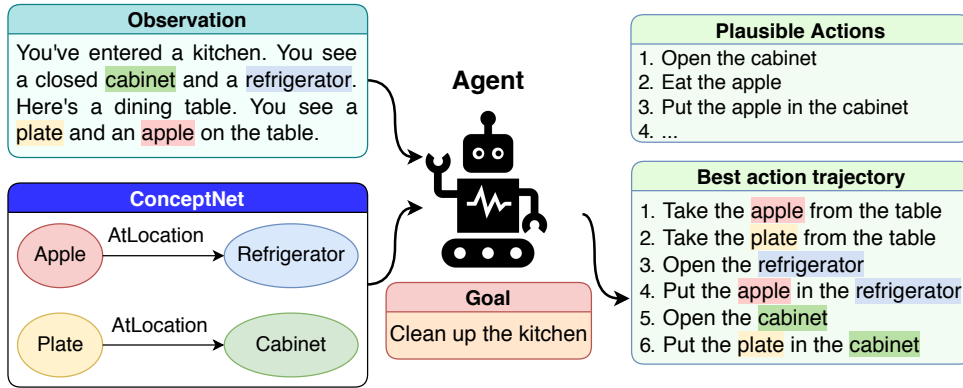 Observation
You've entered a kitchen. You see
a closed cabinet and a refrigerator.
Here's a dining table. You see a
plate and an apple on the table.
ConceptNet
Apple
AtLocation
Refrigerator
Plate
AtLocation
Cabinet
Agent
Goal
Clean up the kitchen
Plausible Actions
1. Open the cabinet
2. Eat the apple
3. Put the apple in the cabinet
4. ...
Best action trajectory
1. Take the apple from the table
2. Take the plate from the table
3. Open the refrigerator
4. Put the apple in the refrigerator
5. Open the cabinet
6. Put the plate in the cabinet